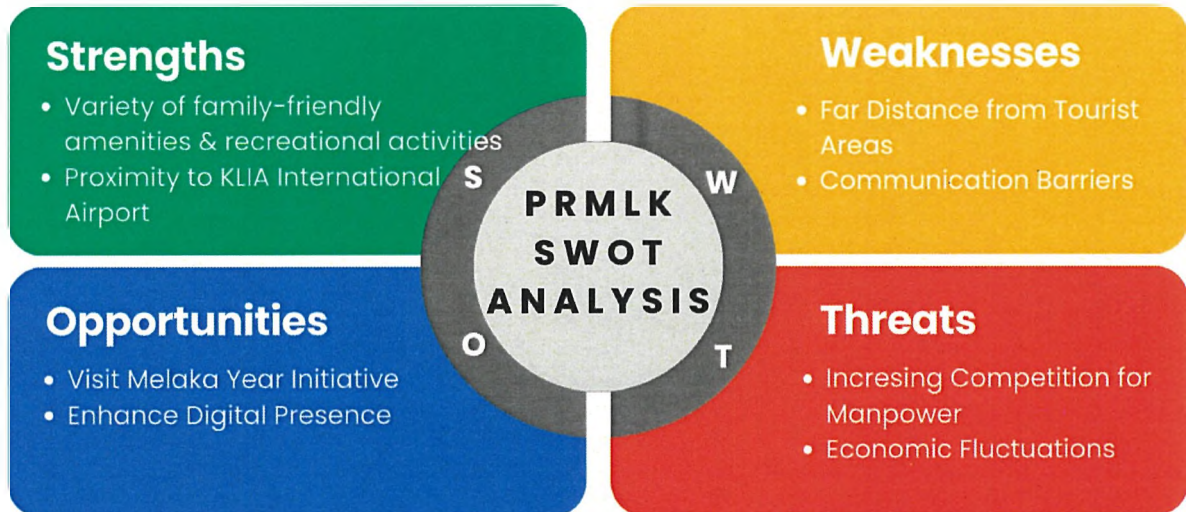 Strengths
• Variety of family-friendly
amenities & recreational activities
• Proximity to KLIA International
Airport
Weaknesses
• Far Distance from Tourist
Areas
• Communication Barriers
S
W
PRMLK
SWOT
ANALYSIS
O
T
Opportunities
• Visit Melaka Year Initiative
• Enhance Digital Presence
Threats
• Incresing Competition for
Manpower
• Economic Fluctuations